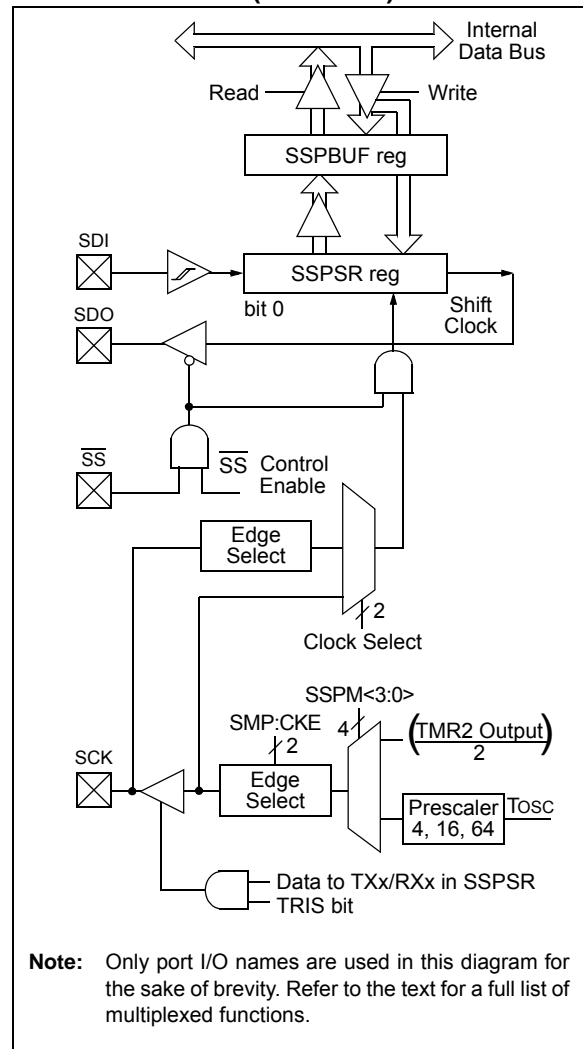 Internal
Data Bus
Read
Write
SSPBUF reg
SDI
SSPSR reg
bit 0
Shift
Clock
SDO
SS
SS Control
Enable
Edge
Select
2
Clock Select
SSPM<3:0>
SMP:CKE
4
2
(TMR2 Output)
2
SCK
Edge
Select
Prescaler
4, 16, 64
TOSC
Data to TXx/RXx in SSPSR
TRIS bit
Note: Only port I/O names are used in this diagram for
the sake of brevity. Refer to the text for a full list of
multiplexed functions.